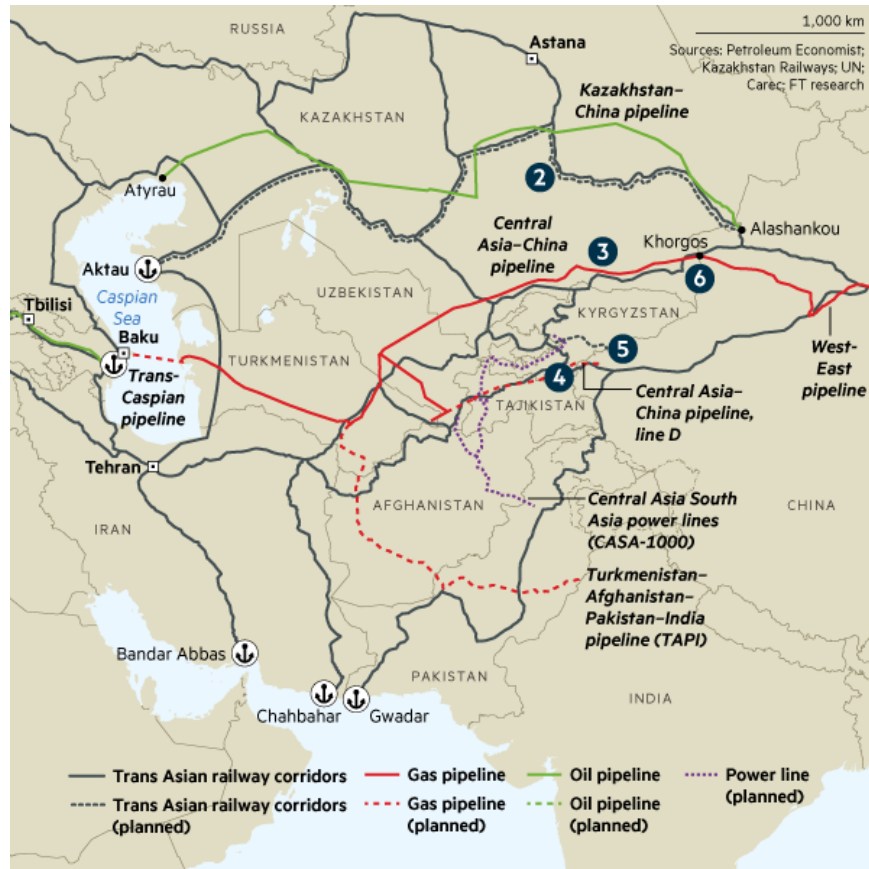 1,000 km
RUSSIA
Astana
Sources: Petroleum Economist;
Kazakhstan Railways; UN;
Carec; FT research
Kazakhstan–
China pipeline
KAZAKHSTAN
2
Atyrau
Alashankou
Central
Asia–China
pipeline
3
Khorgos
6
Aktau
Caspian
Sea
UZBEKISTAN
Tbilisi
KYRGYZSTAN
Baku
TURKMENISTAN
5
West-
East
pipeline
Trans-
Caspian
pipeline
4
TAJIKISTAN
Central Asia–
China pipeline,
line D
Tehran
AFGHANISTAN
Central Asia South
Asia power lines
(CASA-1000)
CHINA
IRAN
Turkmenistan–
Afghanistan–
Pakistan–India
pipeline (TAPI)
Bandar Abbas
PAKISTAN
INDIA
Chahbahar
Gwadar
Trans Asian railway corridors
Trans Asian railway corridors
(planned)
Gas pipeline
Gas pipeline
(planned)
Oil pipeline
Oil pipeline
(planned)
Power line
(planned)